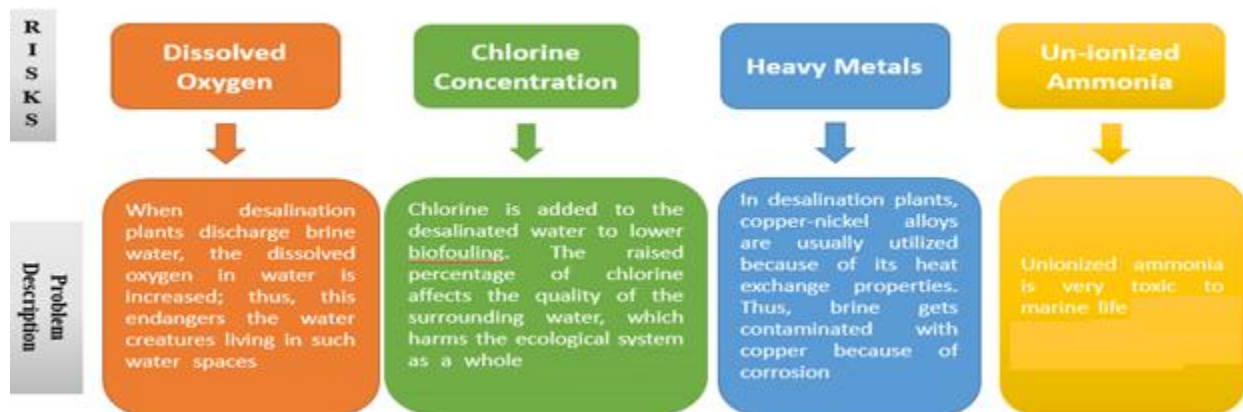 RISKS
Dissolved
Oxygen
Chlorine
Concentration
Heavy Metals
Un-ionized
Ammonia
Problem
Description
When desalination
plants discharge brine
water, the dissolved
oxygen in water is
increased; thus, this
endangers the water
creatures living in such
water spaces
Chlorine is added to the
desalinated water to lower
biofouling. The raised
percentage of chlorine
affects the quality of the
surrounding water, which
harms the ecological system
as a whole
In desalination plants,
copper-nickel alloys
are usually utilized
because of its heat
exchange properties.
Thus, brine gets
contaminated with
copper because of
corrosion
Unionized ammonia
is very toxic to
marine life